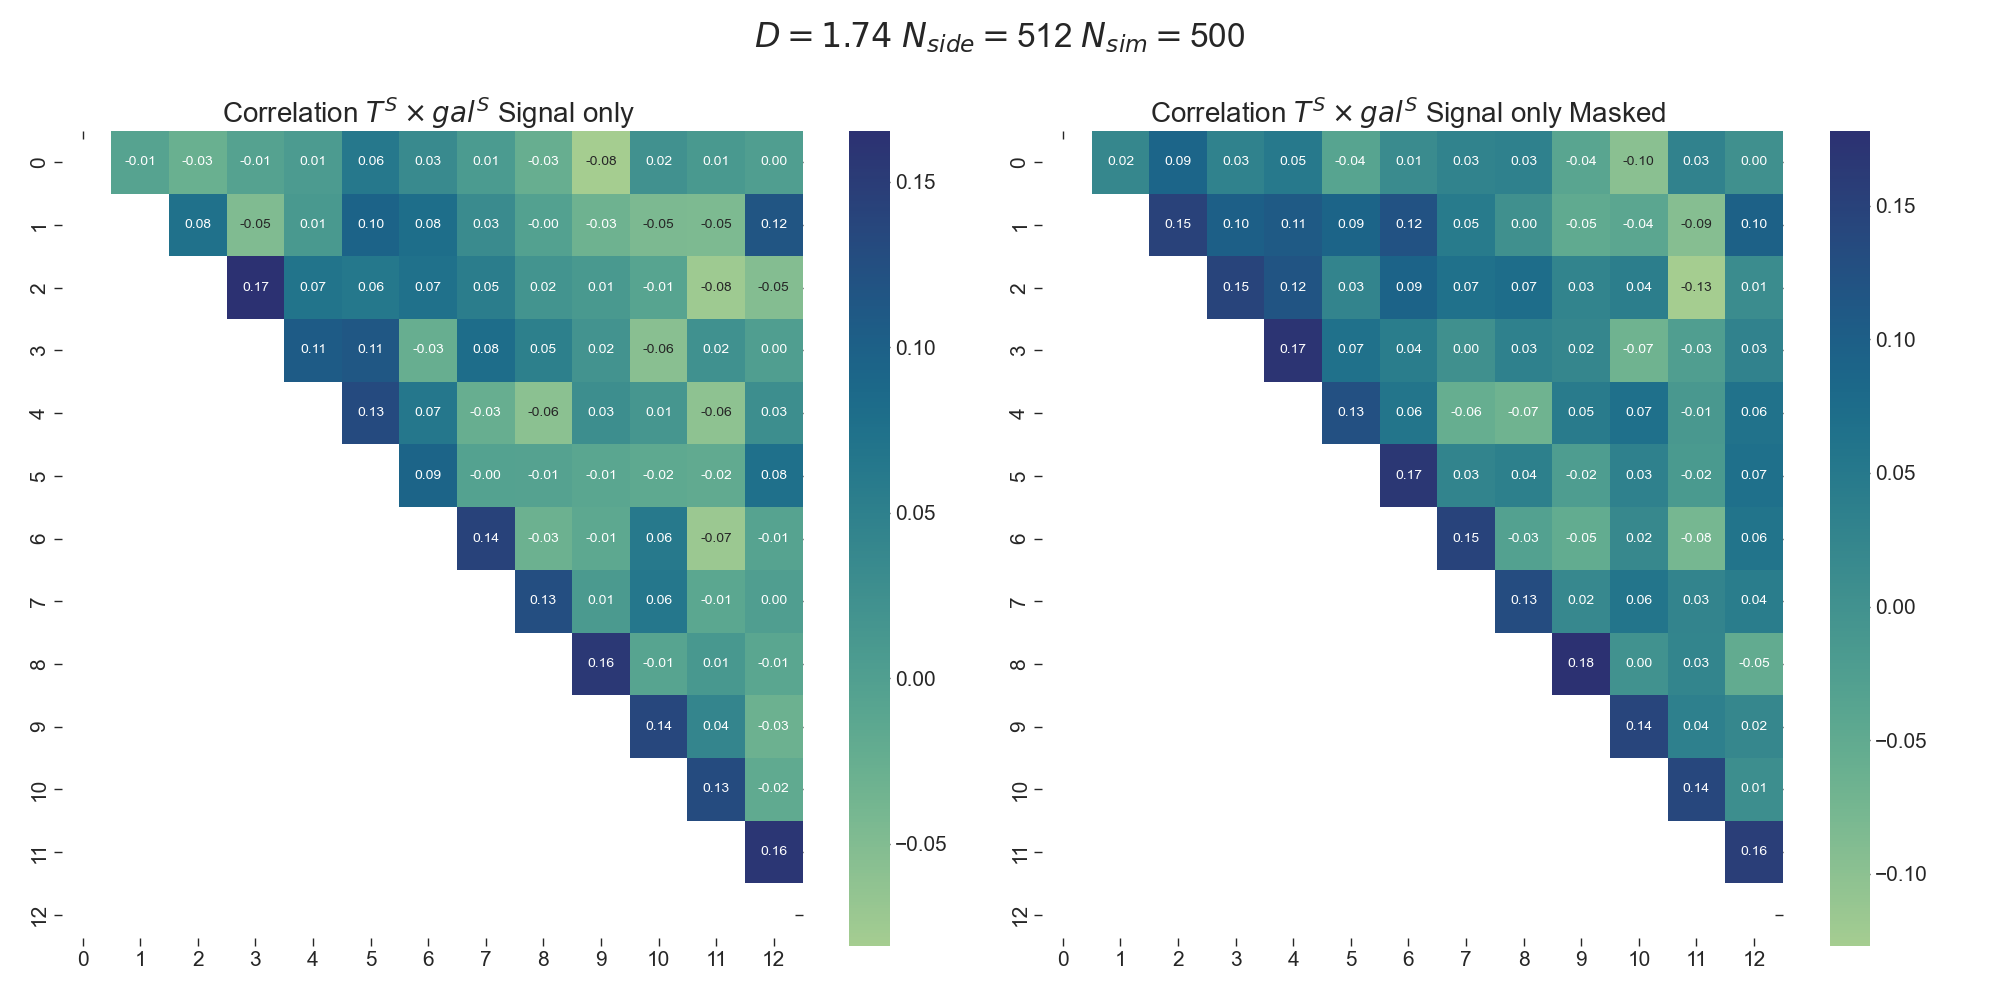 D = 1.74 N_side = 512 N_sim = 500
Correlation T^S × gal^S Signal only
0 -0.01 -0.03 -0.01 0.01 0.06 0.03 0.01 -0.03 -0.08 0.02 0.01 0.00
1 0.08 -0.05 0.01 0.10 0.08 0.03 -0.00 -0.03 -0.05 -0.05 0.12
2 0.17 0.07 0.06 0.07 0.05 0.02 0.01 -0.01 -0.08 -0.05
3 0.11 0.11 -0.03 0.08 0.05 0.02 -0.06 0.02 0.00
4 0.13 0.07 -0.03 -0.06 0.03 0.01 -0.06 0.03
5 0.09 -0.00 -0.01 -0.01 -0.02 -0.02 0.08
6 0.14 -0.03 -0.01 0.06 -0.07 -0.01
7 0.13 0.01 0.06 -0.01 0.00
8 0.16 -0.01 0.01 -0.01
9 0.14 0.04 -0.03
10 0.13 -0.02
11 0.16
12
0 1 2 3 4 5 6 7 8 9 10 11 12
0.15
0.10
0.05
0.00
−0.05
Correlation T^S × gal^S Signal only Masked
0 0.02 0.09 0.03 0.05 -0.04 0.01 0.03 0.03 -0.04 -0.10 0.03 0.00
1 0.15 0.10 0.11 0.09 0.12 0.05 0.00 -0.05 -0.04 -0.09 0.10
2 0.15 0.12 0.03 0.09 0.07 0.07 0.03 0.04 -0.13 0.01
3 0.17 0.07 0.04 0.00 0.03 0.02 -0.07 -0.03 0.03
4 0.13 0.06 -0.06 -0.07 0.05 0.07 -0.01 0.06
5 0.17 0.03 0.04 -0.02 0.03 -0.02 0.07
6 0.15 -0.03 -0.05 0.02 -0.08 0.06
7 0.13 0.02 0.06 0.03 0.04
8 0.18 0.00 0.03 -0.05
9 0.14 0.04 0.02
10 0.14 0.01
11 0.16
12
0 1 2 3 4 5 6 7 8 9 10 11 12
0.15
0.10
0.05
0.00
−0.05
−0.10